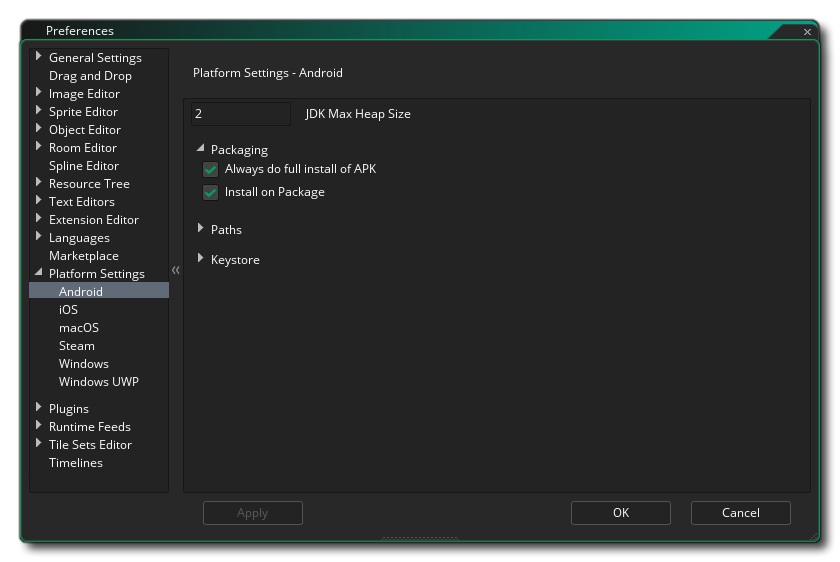 Preferences
General Settings
Drag and Drop
Image Editor
Sprite Editor
Object Editor
Room Editor
Spline Editor
Resource Tree
Text Editors
Extension Editor
Languages
Marketplace
Platform Settings
Android
iOS
macOS
Steam
Windows
Windows UWP
Plugins
Runtime Feeds
Tile Sets Editor
Timelines
Platform Settings - Android
2 JDK Max Heap Size
Packaging
Always do full install of APK
Install on Package
Paths
Keystore
Apply OK Cancel